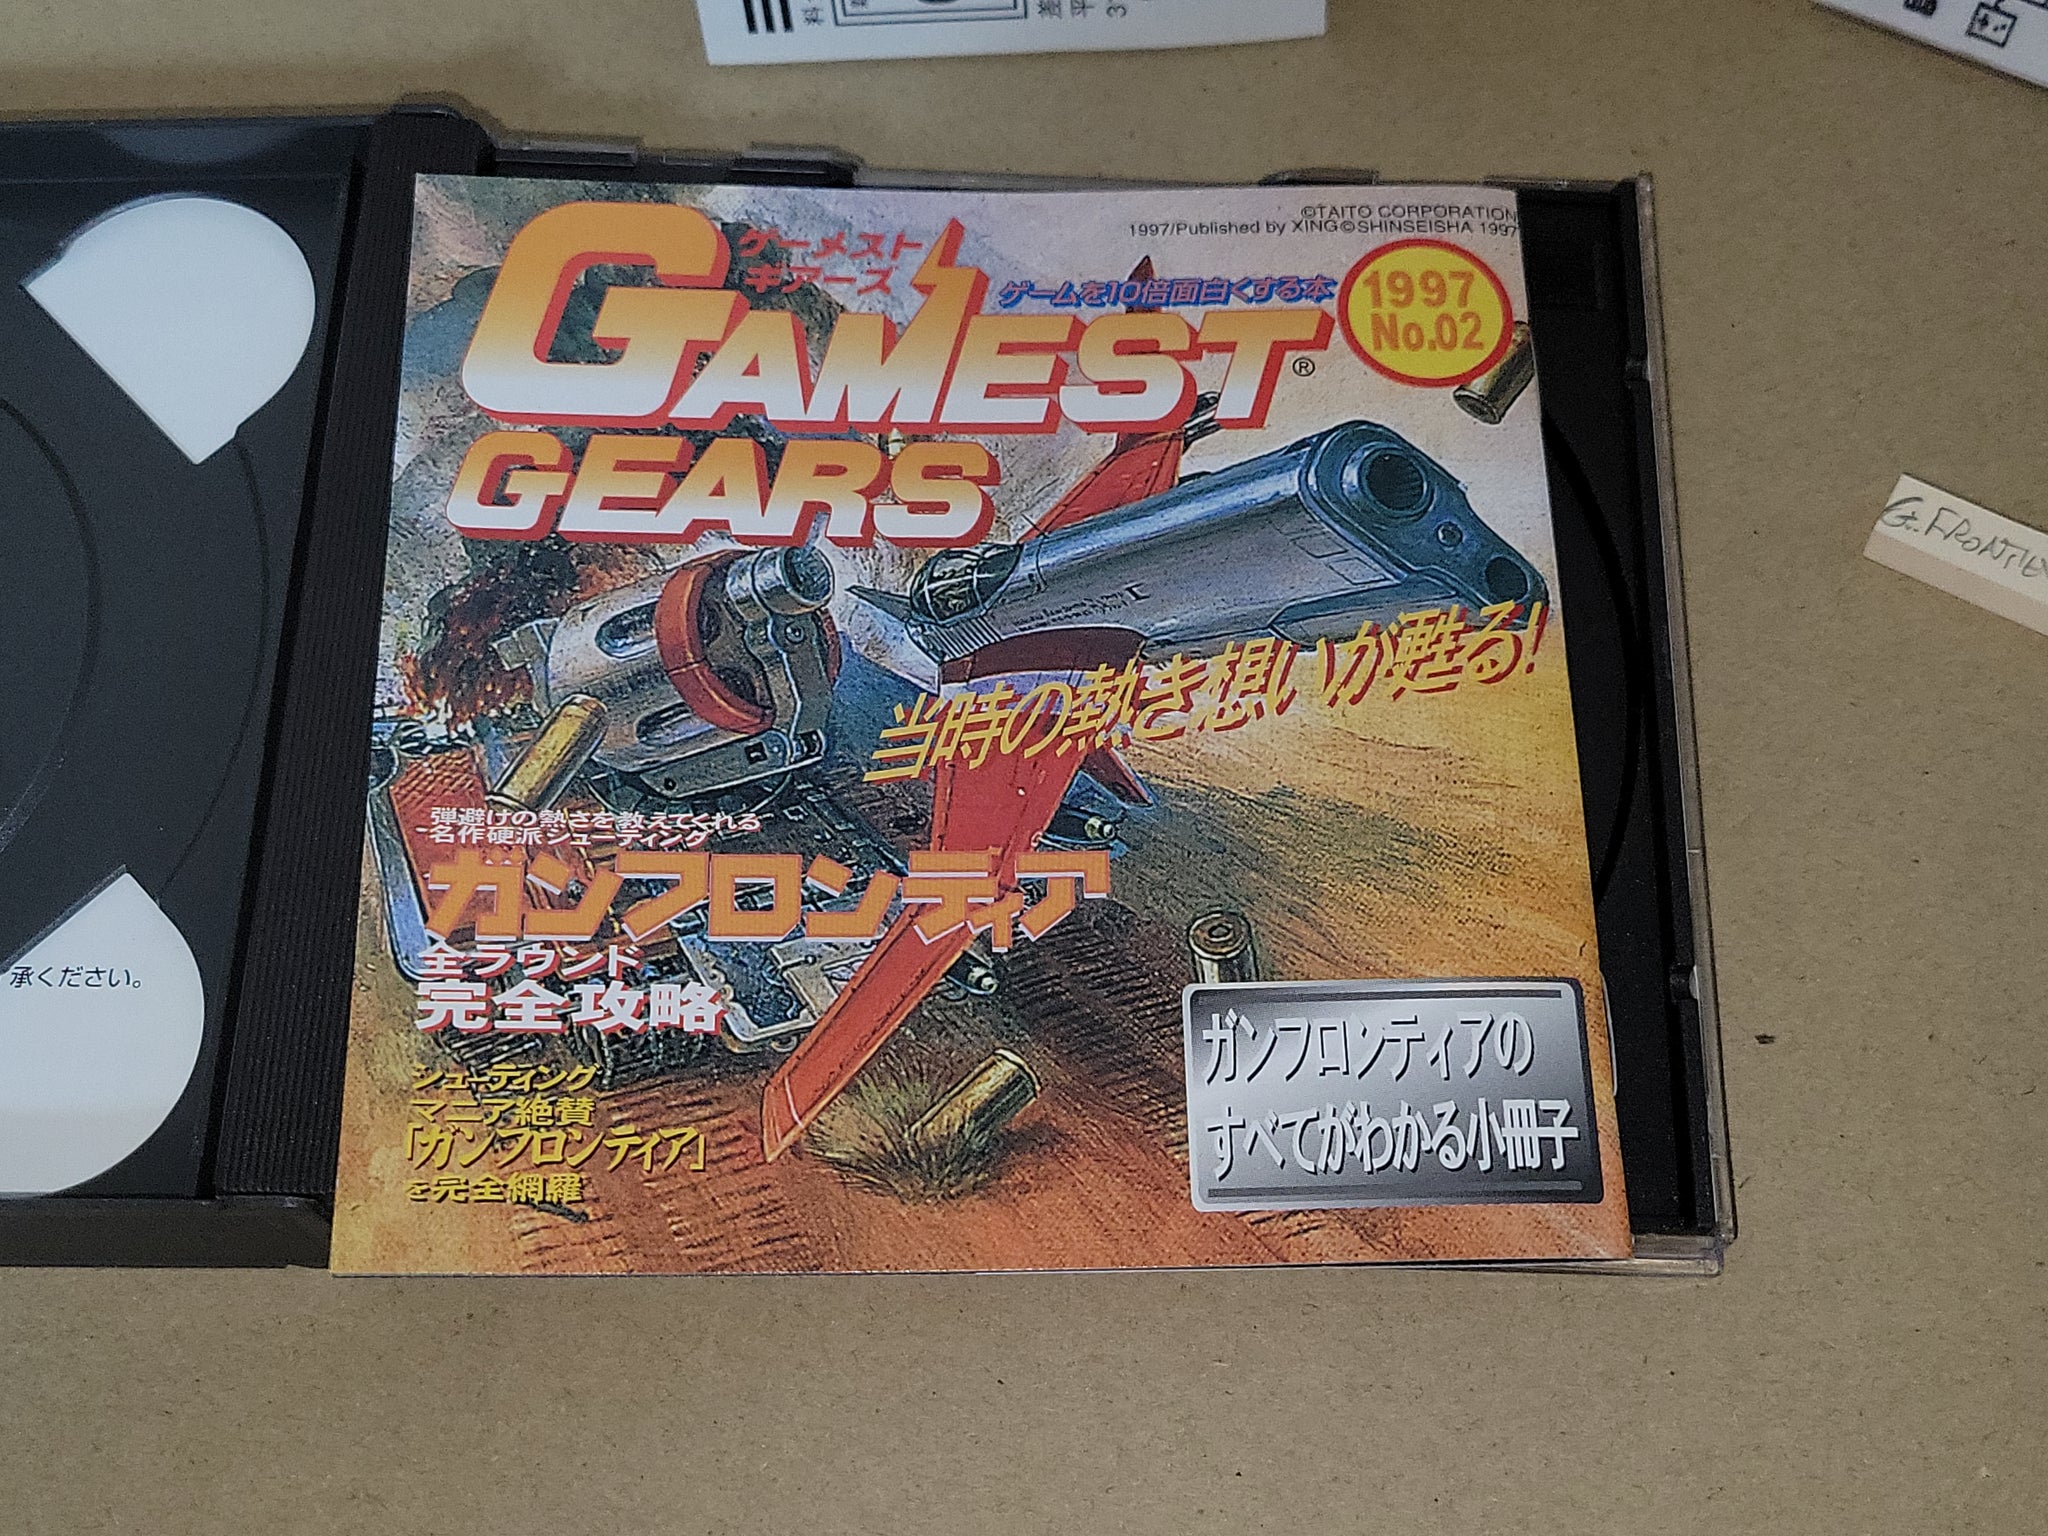 ©TAITO CORPORATION
1997/Published by XING©SHINSEISHA 1997
ゲーメスト
ギアーズ
ゲームを10倍面白くする本
1997
No.02
GAMEST®
GEARS
当時の熱き想いが甦る!
弾避けの熱さを教えてくれる
名作硬派シューティング
ガンフロンティア
全ラウンド
完全攻略
シューティング
マニア絶賛
「ガンフロンティア」
を完全網羅
ガンフロンティアの
すべてがわかる小冊子
承ください。
G.FRONTIE